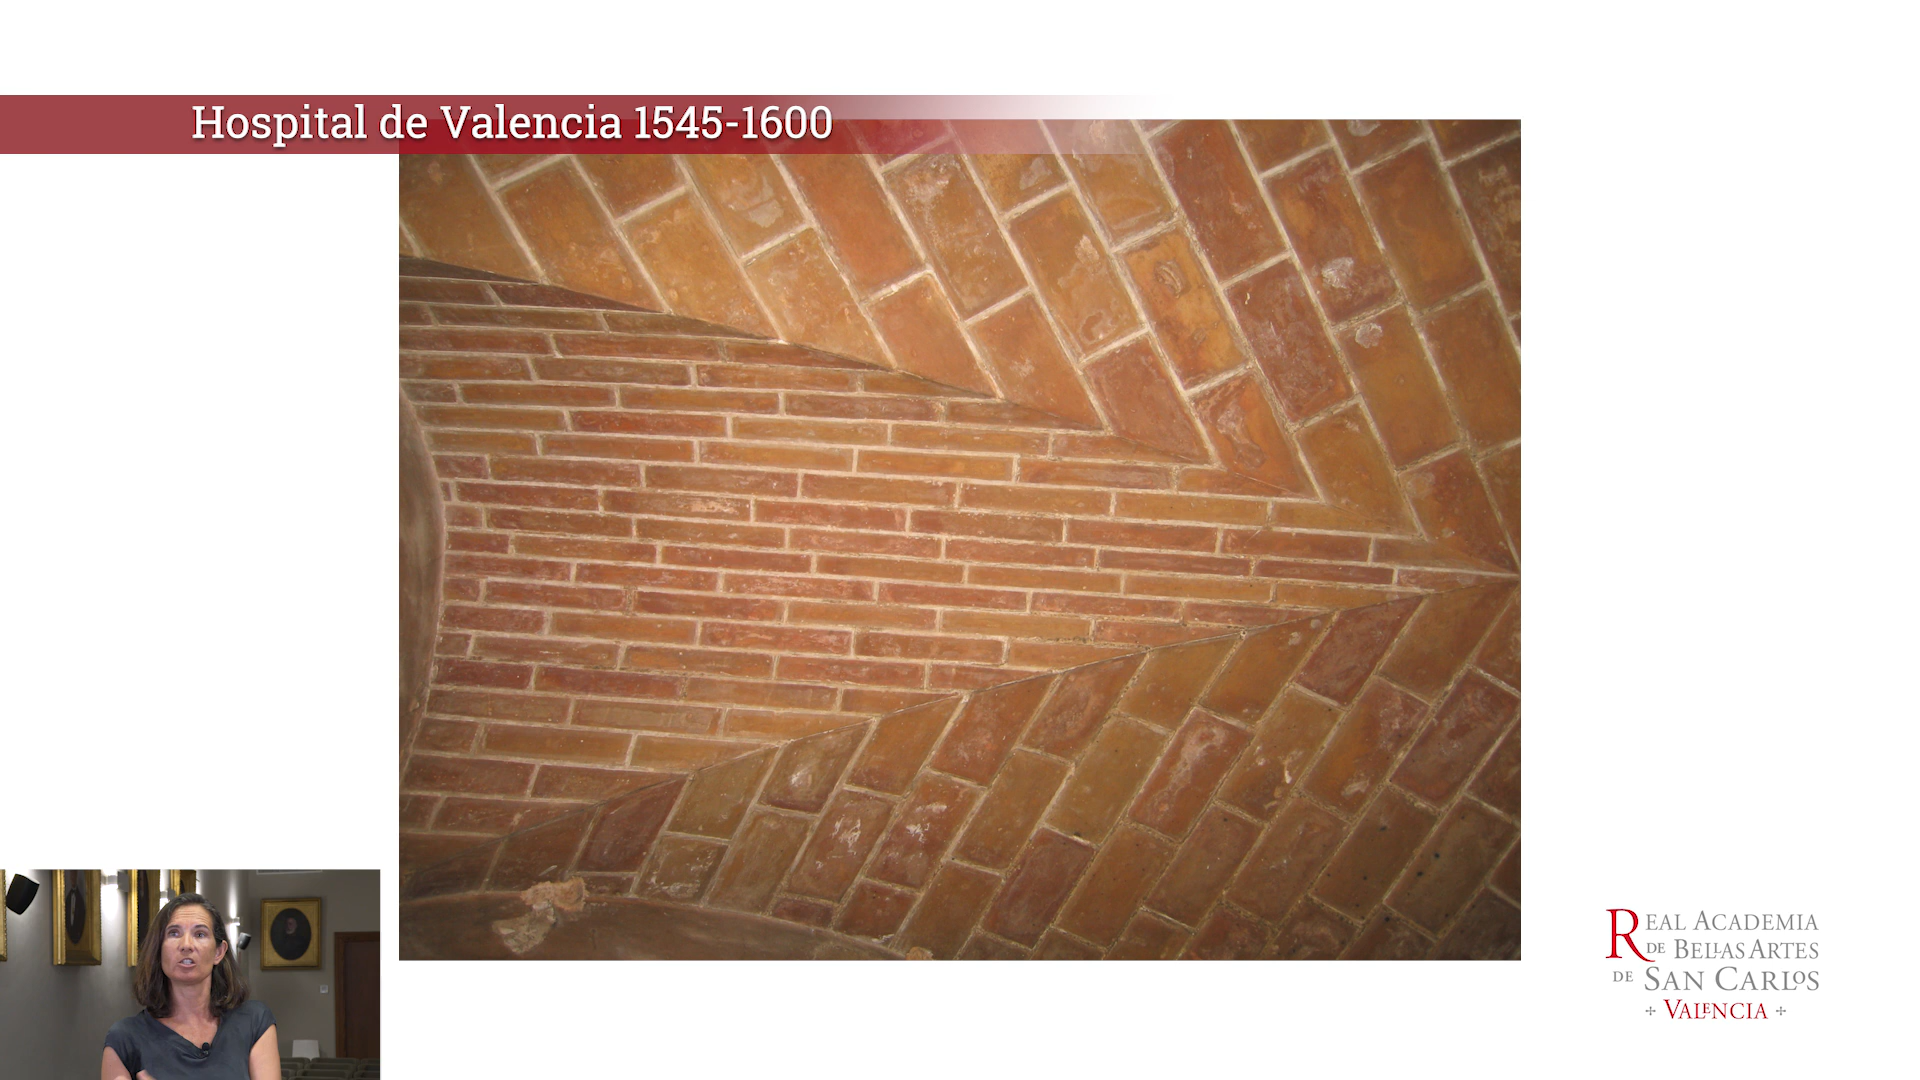 Hospital de Valencia 1545-1600
REAL ACADEMIA
DE BELLAS ARTES
DE SAN CARLOS
VALENCIA